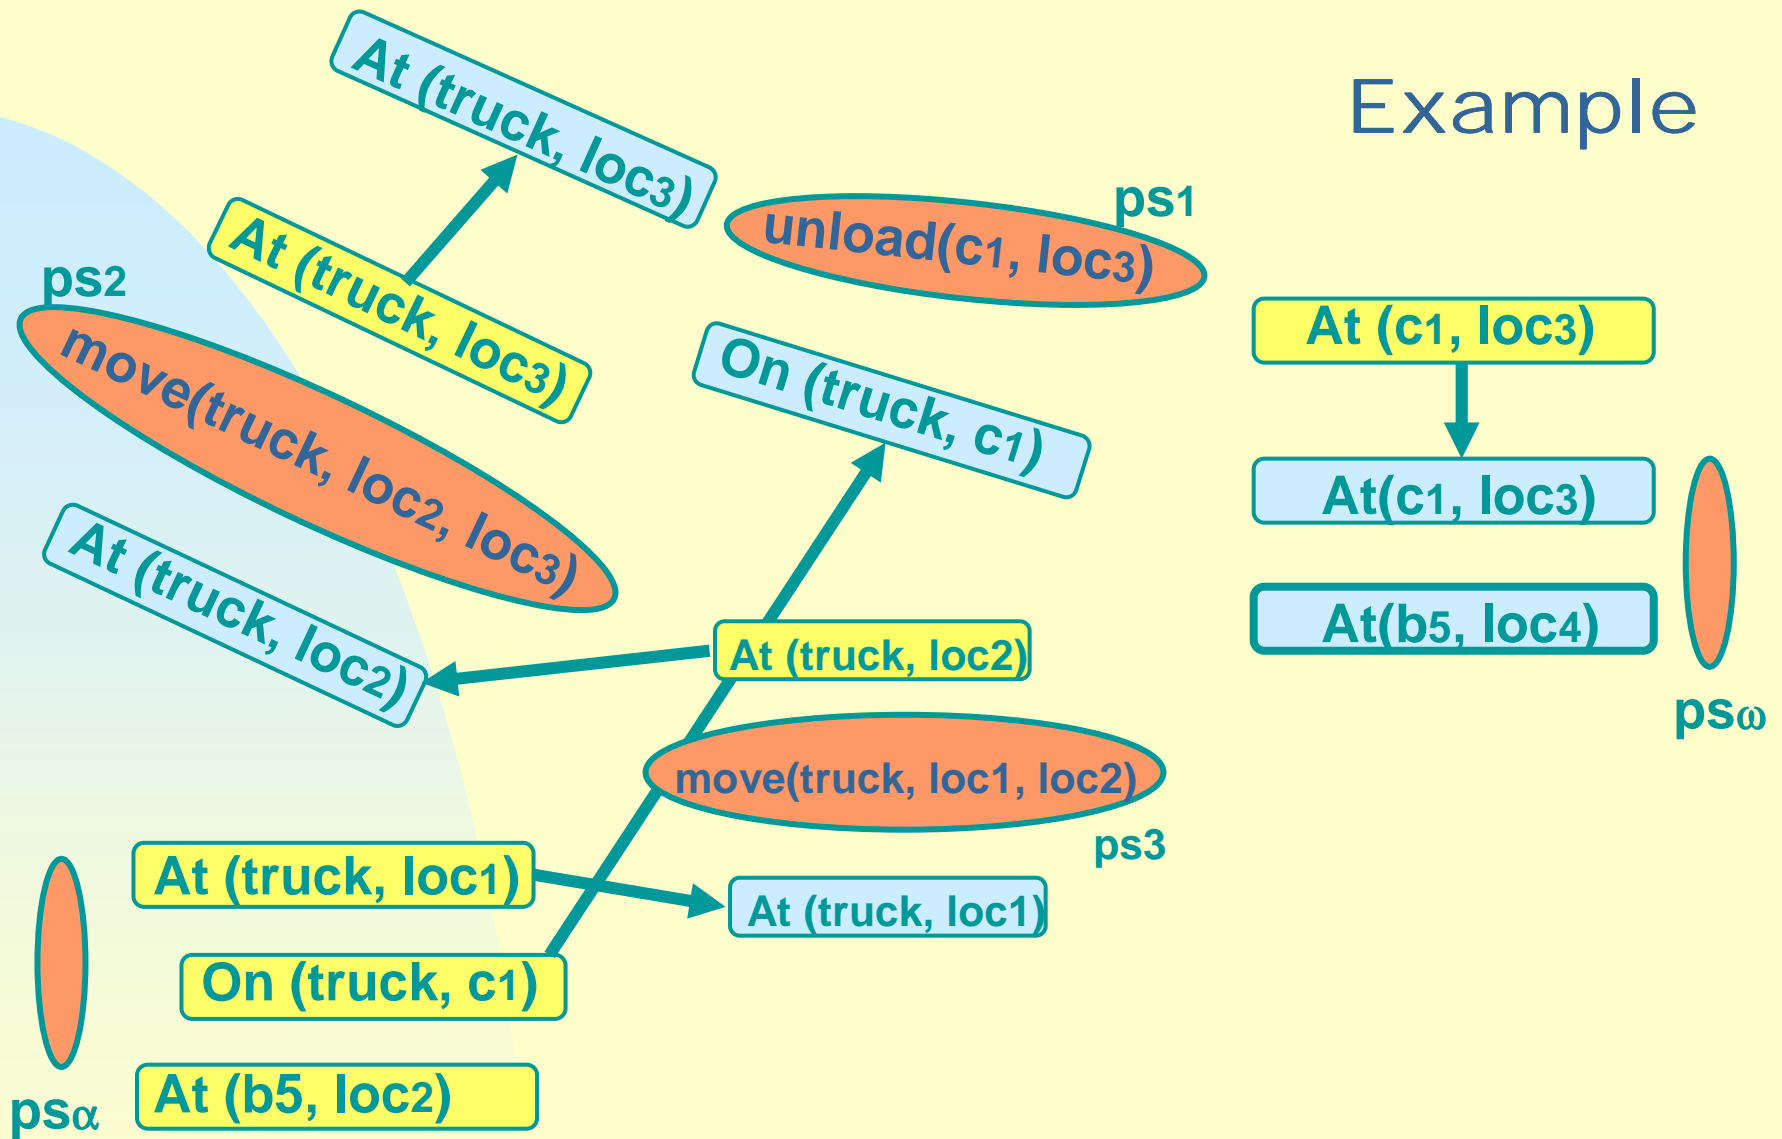 Example
At (truck, loc3)
ps1
unload(c1, loc3)
At (truck, loc3)
ps2
move(truck, loc2, loc3)
At (c1, loc3)
On (truck, c1)
At(c1, loc3)
At (truck, loc2)
At(b5, loc4)
At (truck, loc2)
psω
move(truck, loc1, loc2)
ps3
At (truck, loc1)
At (truck, loc1)
On (truck, c1)
At (b5, loc2)
psα